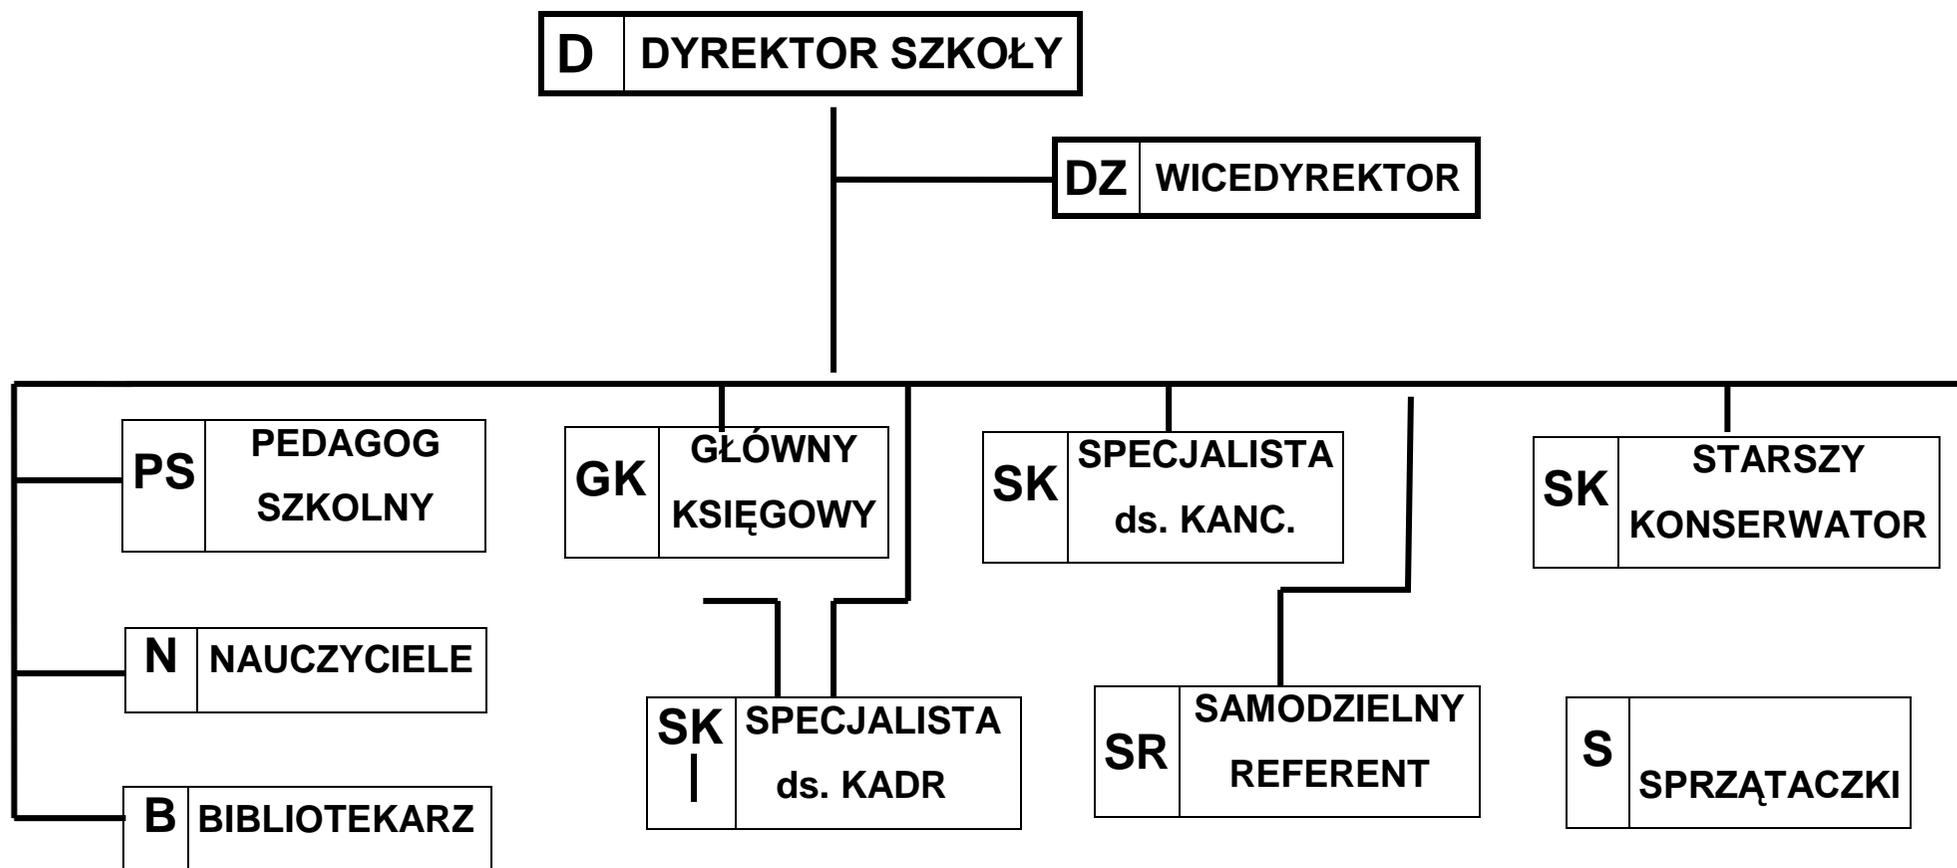 D DYREKTOR SZKOŁY
DZ WICEDYREKTOR
PS PEDAGOG
SZKOLNY
GK GŁÓWNY
KSIĘGOWY
SK SPECJALISTA
ds. KANC.
SK STARSZY
KONSERWATOR
N NAUCZYCIELE
SK SPECJALISTA
ds. KADR
SR SAMODZIELNY
REFERENT
S
SPRZĄTACZKI
B BIBLIOTEKARZ